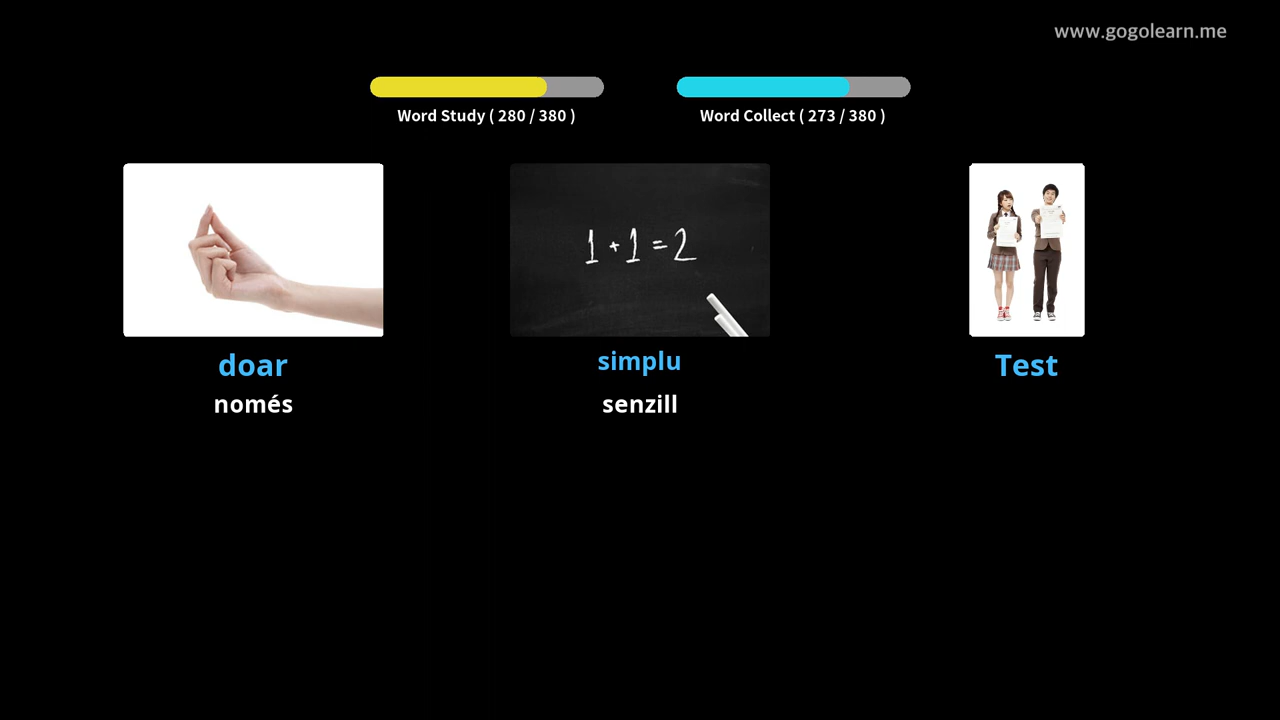 www.gogolearn.me
Word Study ( 280 / 380 )
Word Collect ( 273 / 380 )
1 + 1 = 2
doar
simplu
Test
només
senzill